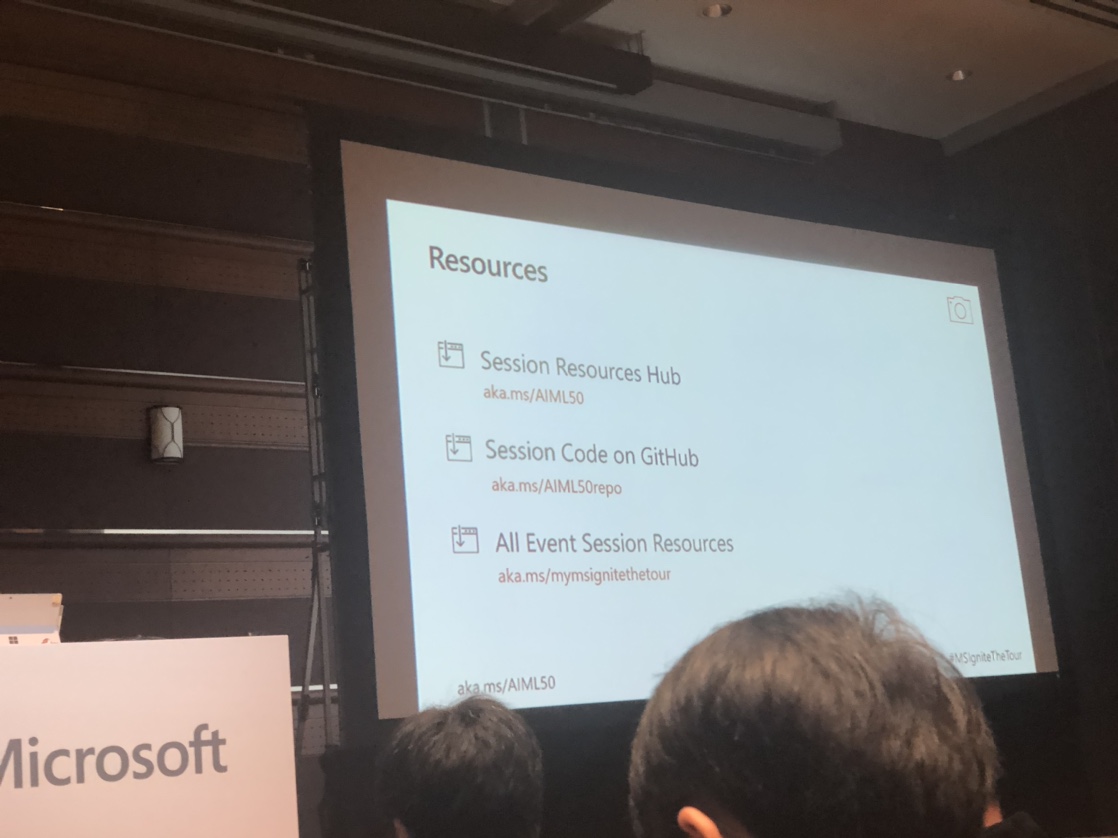 Resources
Session Resources Hub
aka.ms/AIML50
Session Code on GitHub
aka.ms/AIML50repo
All Event Session Resources
aka.ms/mymsignitethetour
aka.ms/AIML50
#MSIgniteTheTour
Microsoft